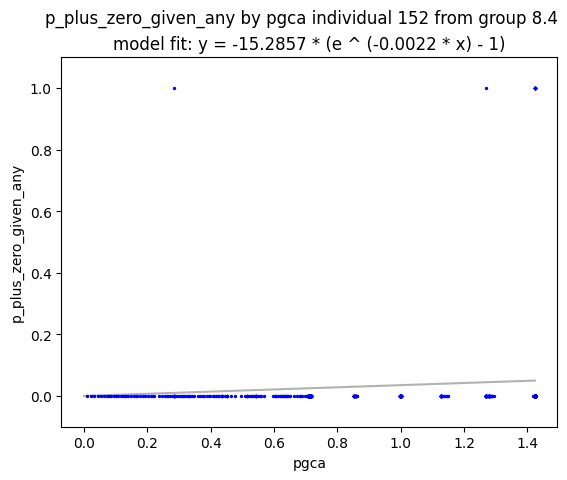 p_plus_zero_given_any by pgca individual 152 from group 8.4
model fit: y = -15.2857 * (e ^ (-0.0022 * x) - 1)
1.0
0.8
0.6
0.4
0.2
0.0
p_plus_zero_given_any
0.0 0.2 0.4 0.6 0.8 1.0 1.2 1.4
pgca